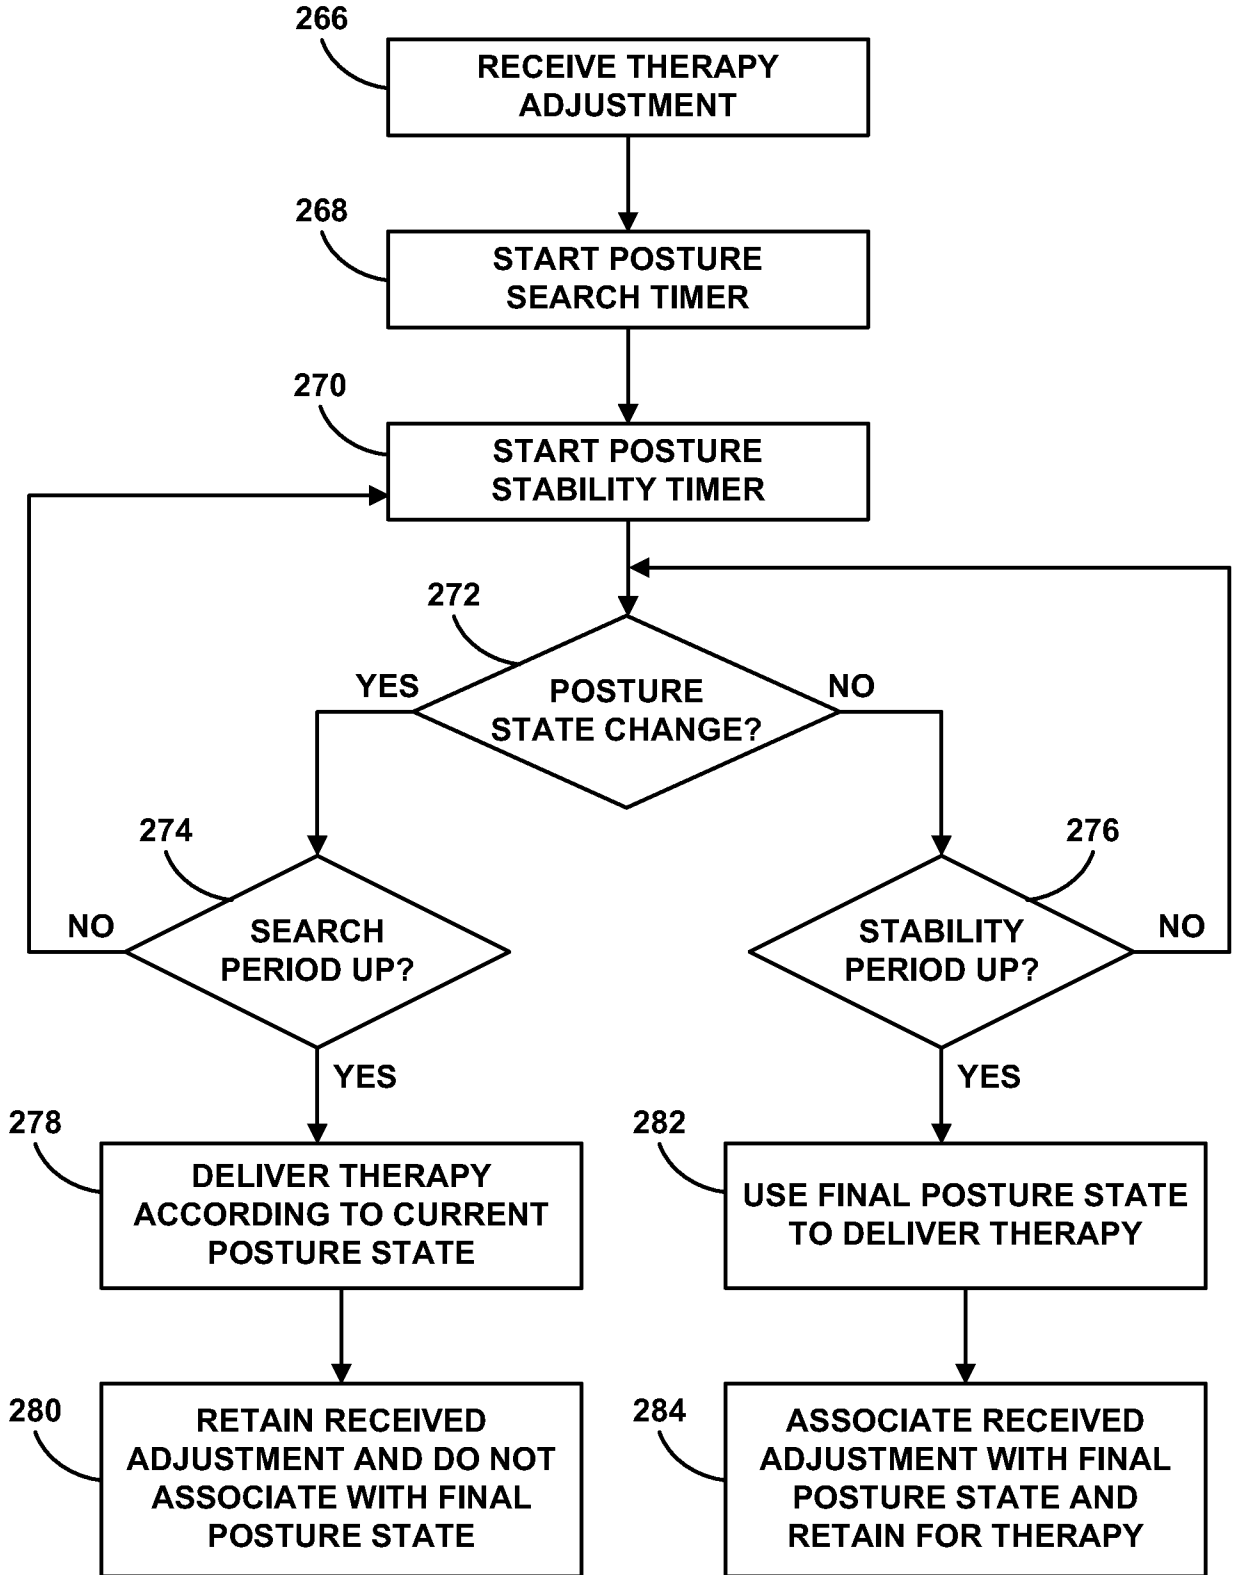 266
RECEIVE THERAPY
ADJUSTMENT
268
START POSTURE
SEARCH TIMER
270
START POSTURE
STABILITY TIMER
272
YES
POSTURE
STATE CHANGE?
NO
274
276
NO
SEARCH
PERIOD UP?
STABILITY
PERIOD UP?
NO
YES
YES
278
DELIVER THERAPY
ACCORDING TO CURRENT
POSTURE STATE
282
USE FINAL POSTURE STATE
TO DELIVER THERAPY
280
RETAIN RECEIVED
ADJUSTMENT AND DO NOT
ASSOCIATE WITH FINAL
POSTURE STATE
284
ASSOCIATE RECEIVED
ADJUSTMENT WITH FINAL
POSTURE STATE AND
RETAIN FOR THERAPY